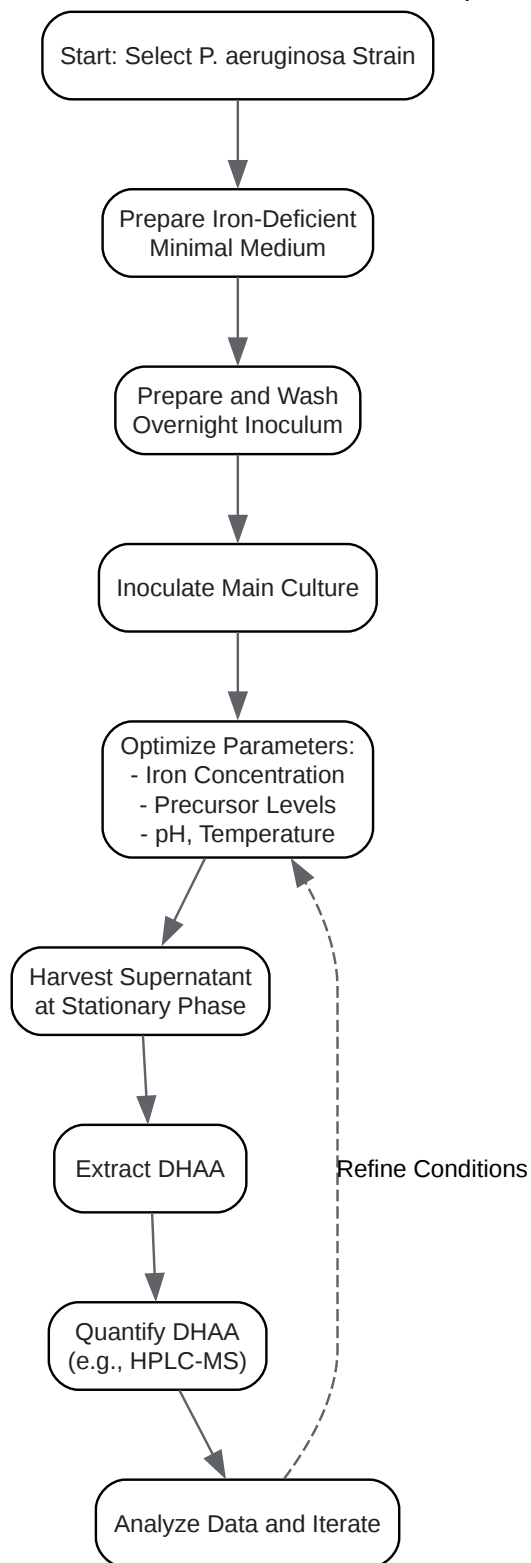 Start: Select P. aeruginosa Strain
Prepare Iron-Deficient
Minimal Medium
Prepare and Wash
Overnight Inoculum
Inoculate Main Culture
Optimize Parameters:
- Iron Concentration
- Precursor Levels
- pH, Temperature
Harvest Supernatant
at Stationary Phase
Extract DHAA
Refine Conditions
Quantify DHAA
(e.g., HPLC-MS)
Analyze Data and Iterate